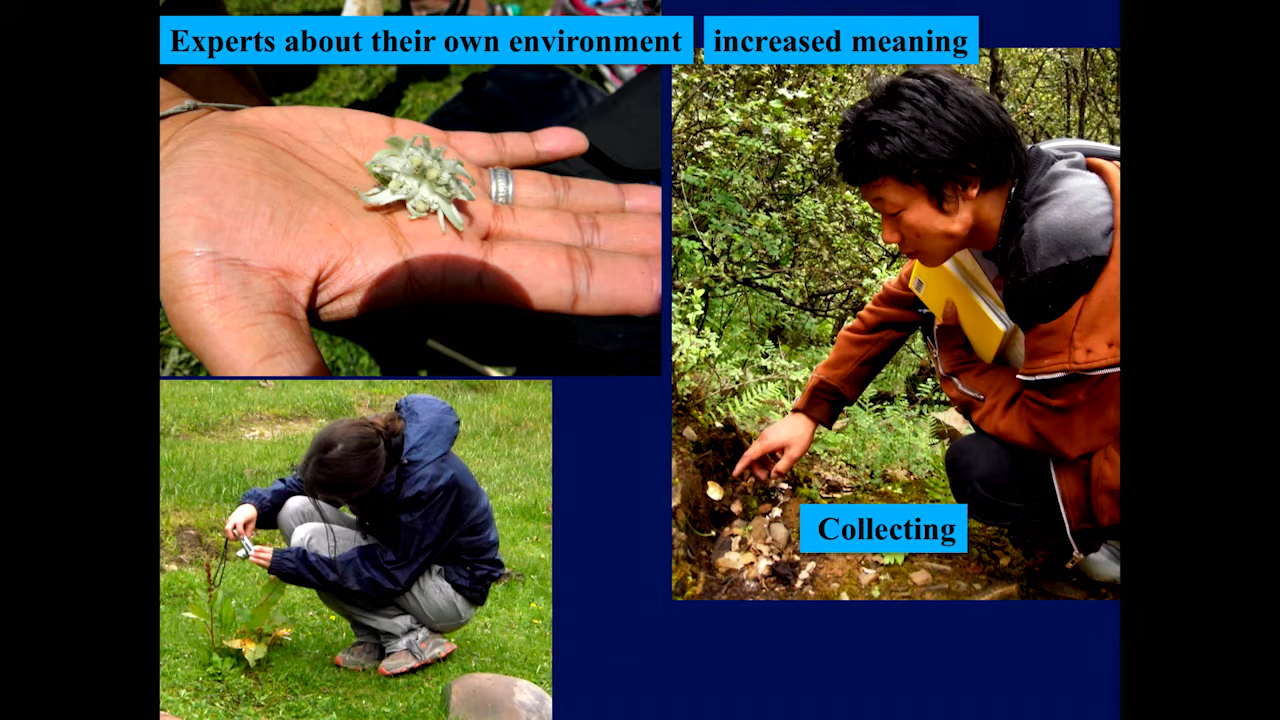 Experts about their own environment
increased meaning
Collecting